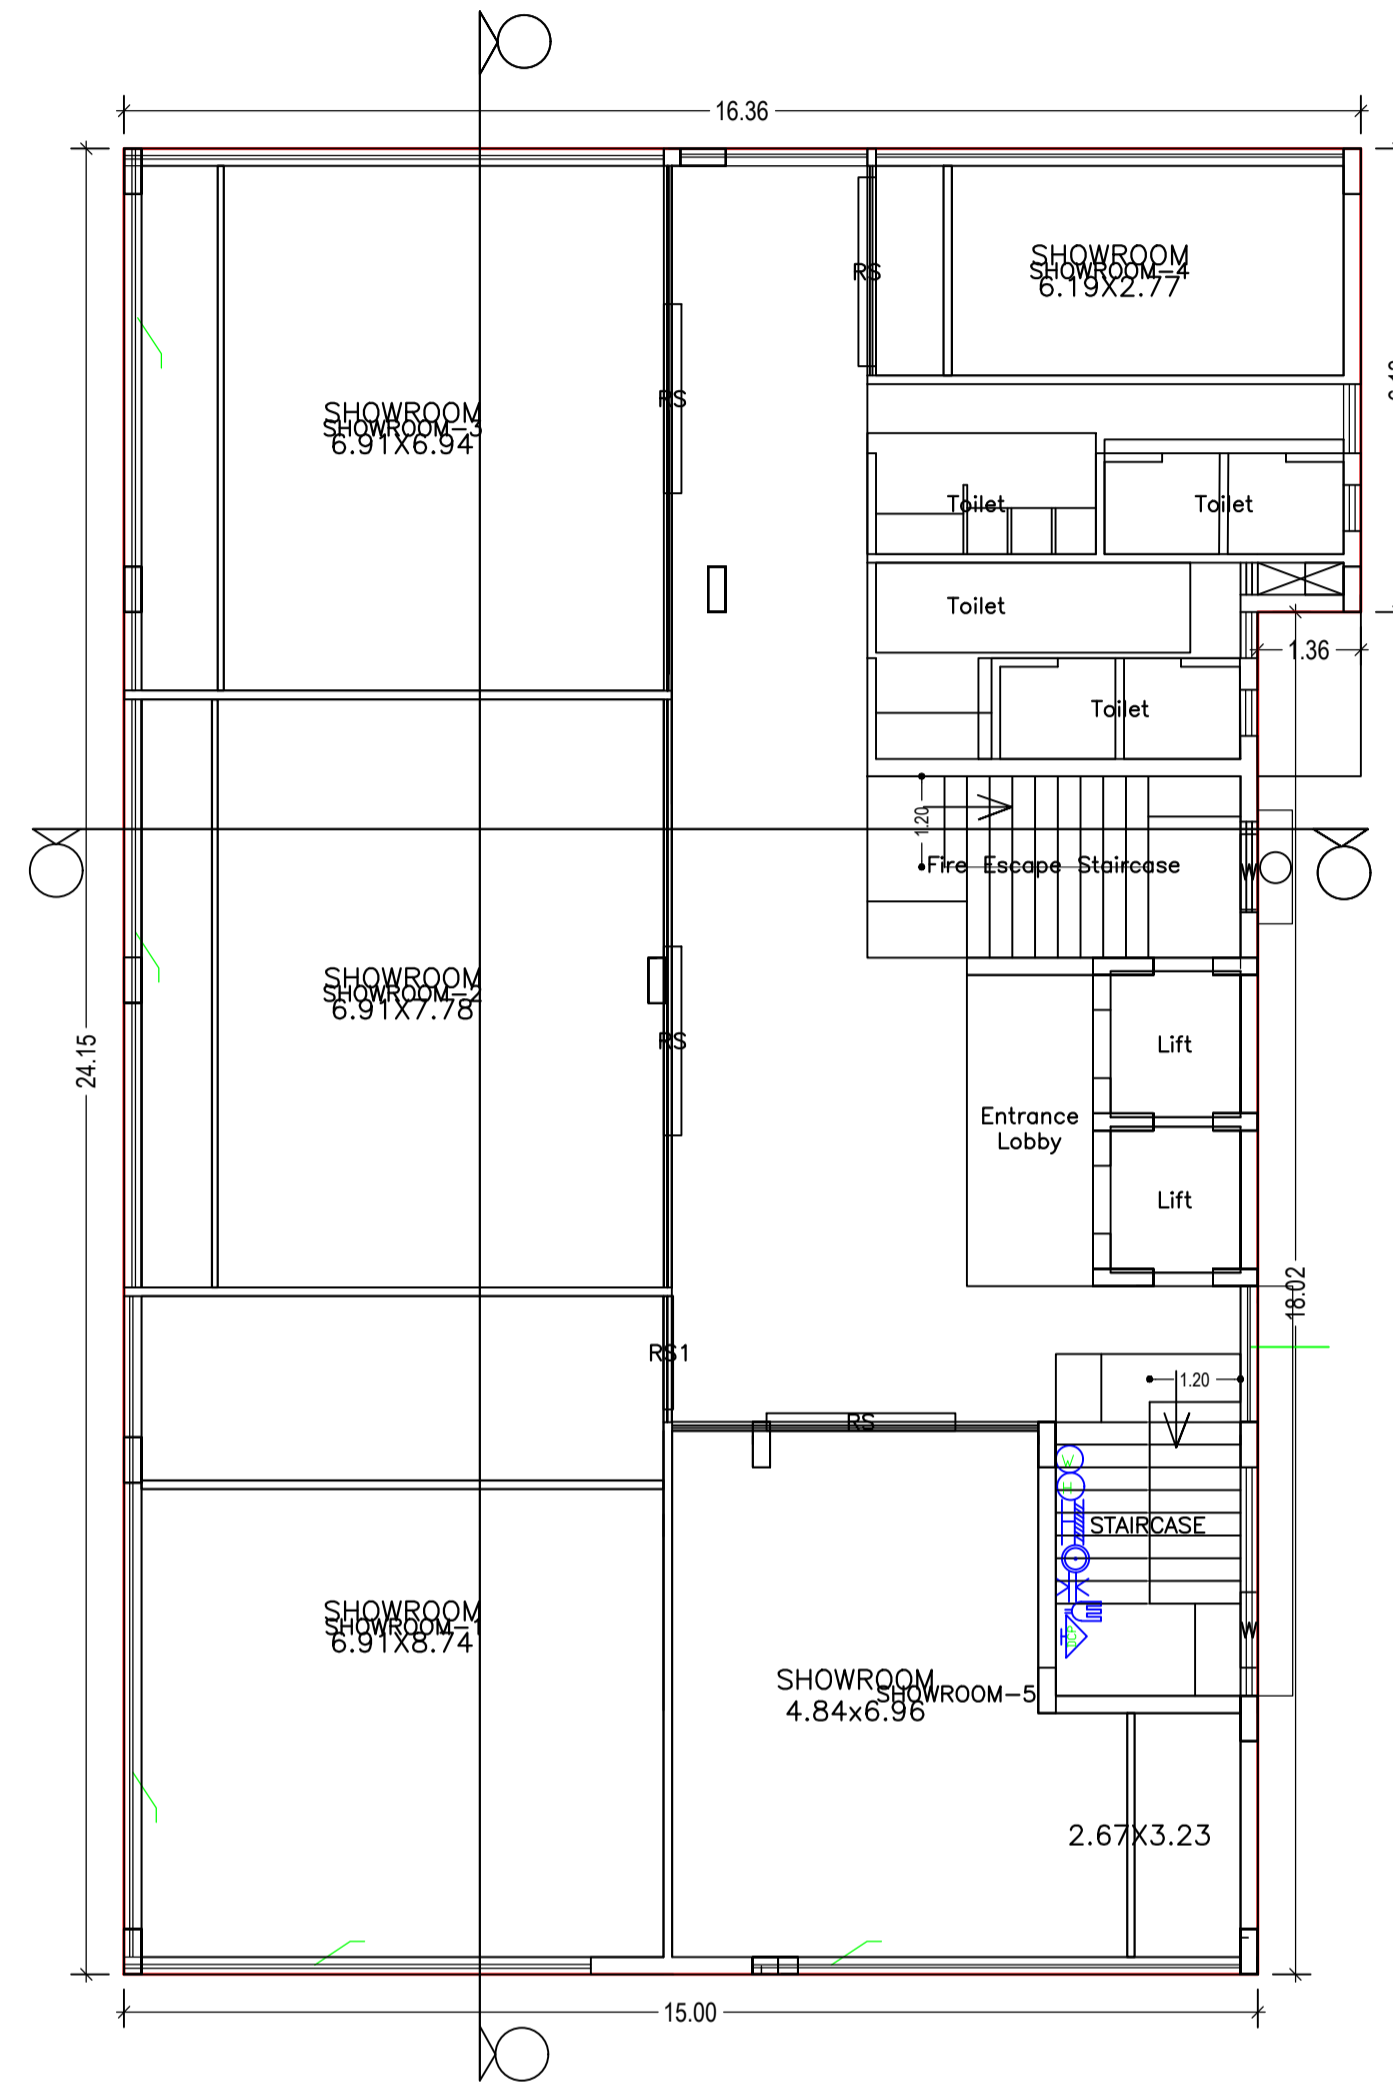 16.36
SHOWROOM
SHOWROOM-4
6.19X2.77
RS
RS
SHOWROOM
SHOWROOM-3
6.91X6.94
Toilet
Toilet
Toilet
1.36
Toilet
1.20
Fire Escape Staircase
W
SHOWROOM
SHOWROOM-2
6.91X7.78
RS
24.15
Lift
Entrance
Lobby
Lift
18.02
RS1
1.20
RS
W
F
STAIRCASE
DCP
W
SHOWROOM
SHOWROOM-1
6.91X8.74
SHOWROOM
SHOWROOM-5
4.84x6.96
2.67X3.23
15.00